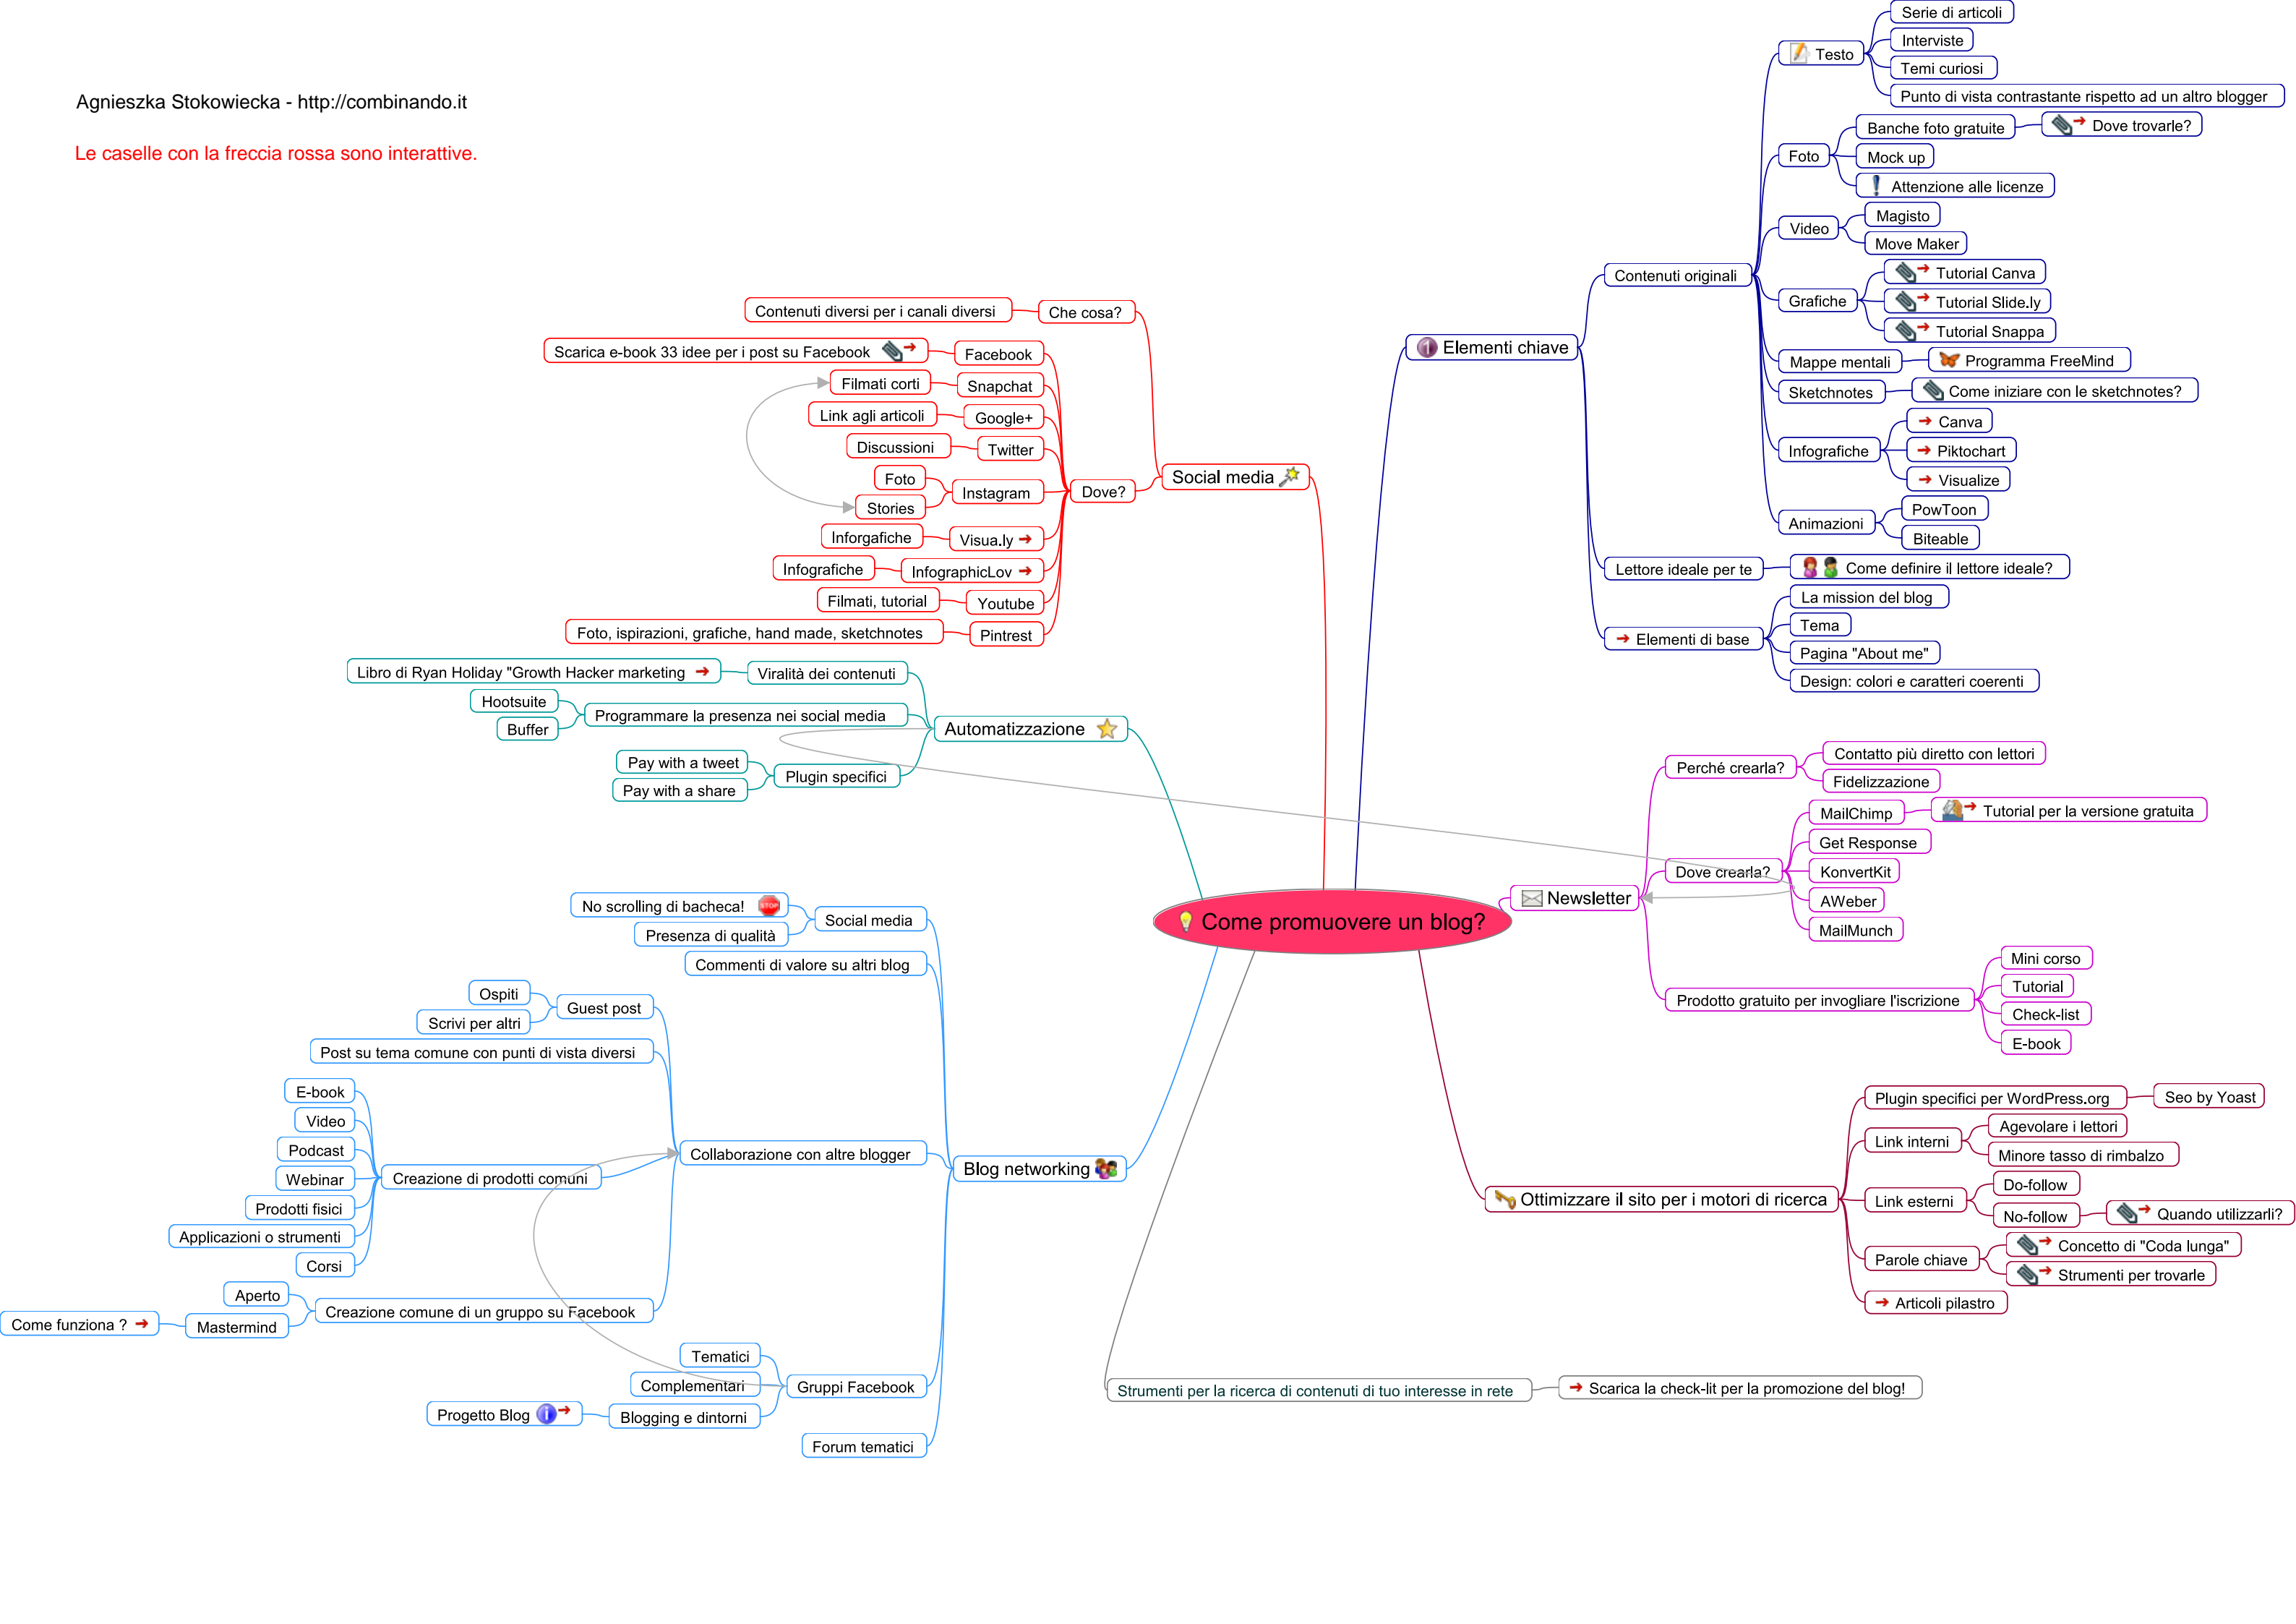 Agnieszka Stokowiecka - http://combinando.it
Le caselle con la freccia rossa sono interattive.
Come promuovere un blog?
Elementi chiave
Contenuti originali
Testo
Serie di articoli
Interviste
Temi curiosi
Punto di vista contrastante rispetto ad un altro blogger
Foto
Banche foto gratuite
Dove trovarle?
Mock up
Attenzione alle licenze
Video
Magisto
Move Maker
Grafiche
Tutorial Canva
Tutorial Slide.ly
Tutorial Snappa
Mappe mentali
Programma FreeMind
Sketchnotes
Come iniziare con le sketchnotes?
Infografiche
Canva
Piktochart
Visualize
Animazioni
PowToon
Biteable
Lettore ideale per te
Come definire il lettore ideale?
Elementi di base
La mission del blog
Tema
Pagina "About me"
Design: colori e caratteri coerenti
Newsletter
Perché crearla?
Contatto più diretto con lettori
Fidelizzazione
Dove crearla?
MailChimp
Tutorial per la versione gratuita
Get Response
KonvertKit
AWeber
MailMunch
Prodotto gratuito per invogliare l'iscrizione
Mini corso
Tutorial
Check-list
E-book
Ottimizzare il sito per i motori di ricerca
Plugin specifici per WordPress.org
Seo by Yoast
Link interni
Agevolare i lettori
Minore tasso di rimbalzo
Link esterni
Do-follow
No-follow
Quando utilizzarli?
Parole chiave
Concetto di "Coda lunga"
Strumenti per trovarle
Articoli pilastro
Strumenti per la ricerca di contenuti di tuo interesse in rete
Scarica la check-lit per la promozione del blog!
Social media
Che cosa?
Contenuti diversi per i canali diversi
Dove?
Facebook
Scarica e-book 33 idee per i post su Facebook
Snapchat
Filmati corti
Google+
Link agli articoli
Twitter
Discussioni
Instagram
Foto
Stories
Visua.ly
Inforgafiche
InfographicLov
Infografiche
Youtube
Filmati, tutorial
Pintrest
Foto, ispirazioni, grafiche, hand made, sketchnotes
Automatizzazione
Viralità dei contenuti
Libro di Ryan Holiday "Growth Hacker marketing
Programmare la presenza nei social media
Hootsuite
Buffer
Plugin specifici
Pay with a tweet
Pay with a share
Blog networking
Social media
No scrolling di bacheca!
STOP
Presenza di qualità
Commenti di valore su altri blog
Collaborazione con altre blogger
Guest post
Ospiti
Scrivi per altri
Post su tema comune con punti di vista diversi
Creazione di prodotti comuni
E-book
Video
Podcast
Webinar
Prodotti fisici
Applicazioni o strumenti
Corsi
Creazione comune di un gruppo su Facebook
Aperto
Mastermind
Come funziona ?
Gruppi Facebook
Tematici
Complementari
Blogging e dintorni
Progetto Blog
Forum tematici